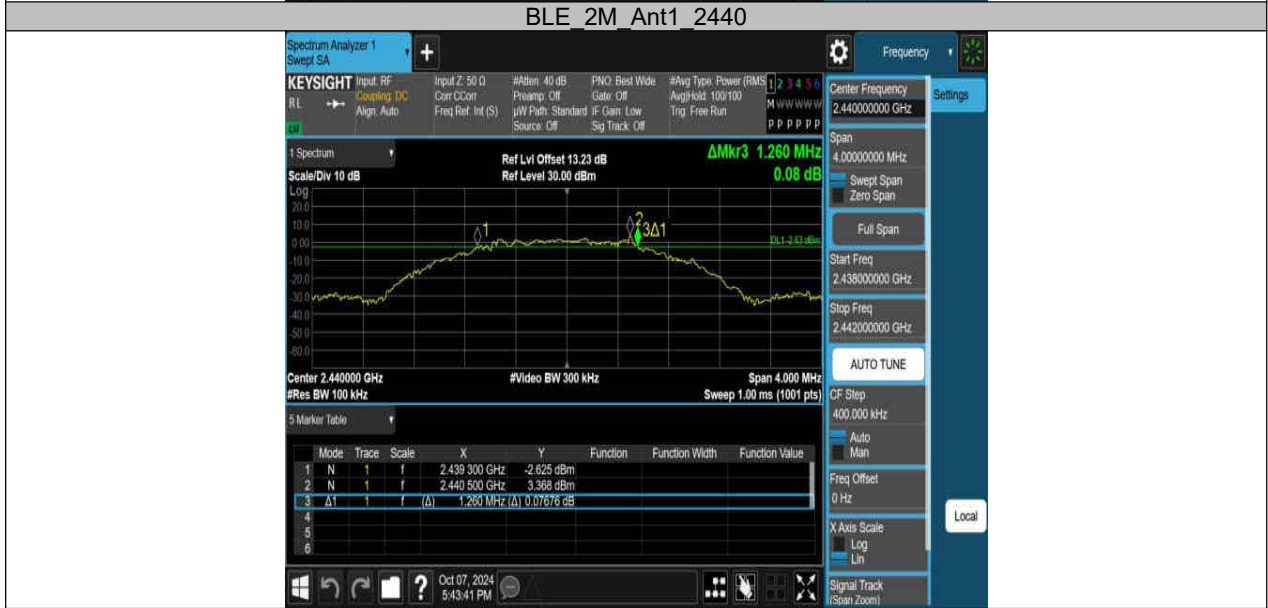 BLE_2M_Ant1_2440
Spectrum Analyzer 1
Swept SA
+
Frequency
KEYSIGHT
RL
Input: RF
Coupling: DC
Align: Auto
Input Z: 50 Ω
Corr CCorr
Freq Ref: Int (S)
#Atten: 40 dB
Preamp: Off
µW Path: Standard
Source: Off
PNO: Best Wide
Gate: Off
IF Gain: Low
Sig Track: Off
#Avg Type: Power (RMS
Avg|Hold: 100/100
Trig: Free Run
1 2 3 4 5 6
M W W W W W
P P P P P P
1 Spectrum
Scale/Div 10 dB
Ref Lvl Offset 13.23 dB
Ref Level 30.00 dBm
ΔMkr3 1.260 MHz
0.08 dB
Log
20.0
10.0
0.00
-10.0
-20.0
-30.0
-40.0
-50.0
-60.0
1
2
3Δ1
DL1 -2.63 dBm
Center 2.440000 GHz
#Video BW 300 kHz
Span 4.000 MHz
#Res BW 100 kHz
Sweep 1.00 ms (1001 pts)
5 Marker Table
Mode Trace Scale X Y Function Function Width Function Value
1 N 1 f 2.439 300 GHz -2.625 dBm
2 N 1 f 2.440 500 GHz 3.368 dBm
3 Δ1 1 f (Δ) 1.260 MHz (Δ) 0.07676 dB
4
5
6
?
Oct 07, 2024
5:43:41 PM
Center Frequency
2.440000000 GHz
Settings
Span
4.00000000 MHz
Swept Span
Zero Span
Full Span
Start Freq
2.438000000 GHz
Stop Freq
2.442000000 GHz
AUTO TUNE
CF Step
400.000 kHz
Auto
Man
Freq Offset
0 Hz
X Axis Scale
Log
Lin
Signal Track
(Span Zoom)
Local